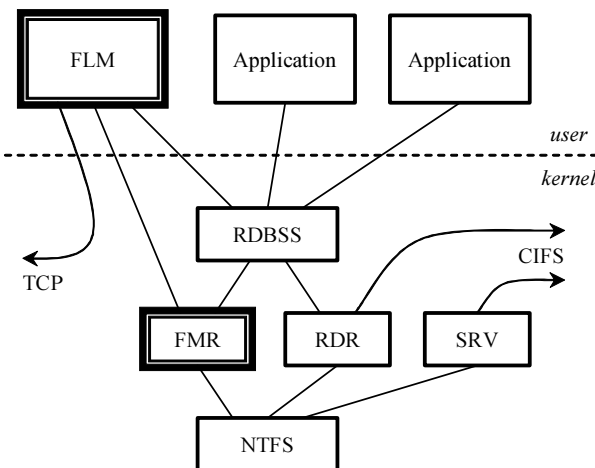 FLM
Application
Application
user
kernel
RDBSS
CIFS
TCP
FMR
RDR
SRV
NTFS